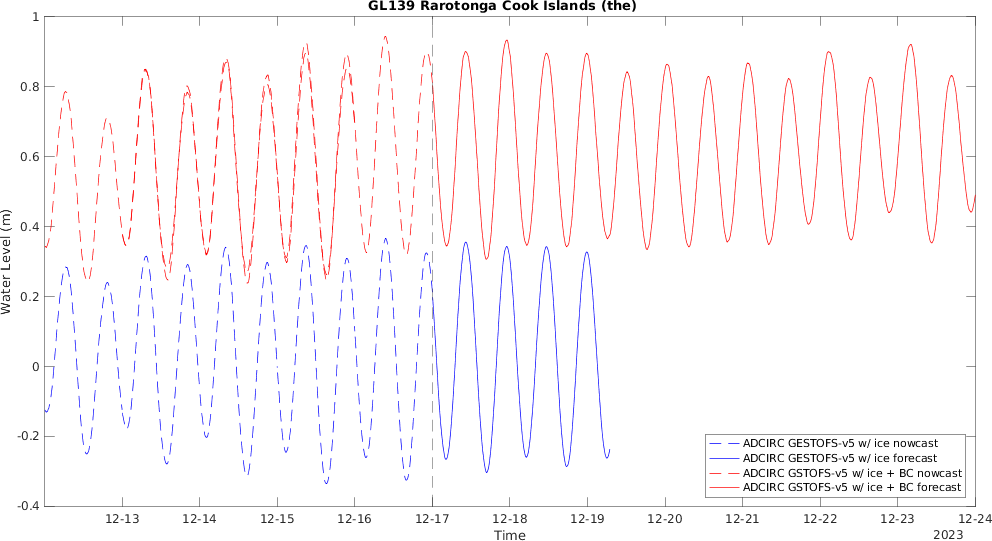 GL139 Rarotonga Cook Islands (the)
1
0.8
0.6
0.4
0.2
0
-0.2
-0.4
Water Level (m)
12-13 12-14 12-15 12-16 12-17 12-18 12-19 12-20 12-21 12-22 12-23 12-24
Time
2023
ADCIRC GESTOFS-v5 w/ ice nowcast
ADCIRC GESTOFS-v5 w/ ice forecast
ADCIRC GSTOFS-v5 w/ ice + BC nowcast
ADCIRC GSTOFS-v5 w/ ice + BC forecast